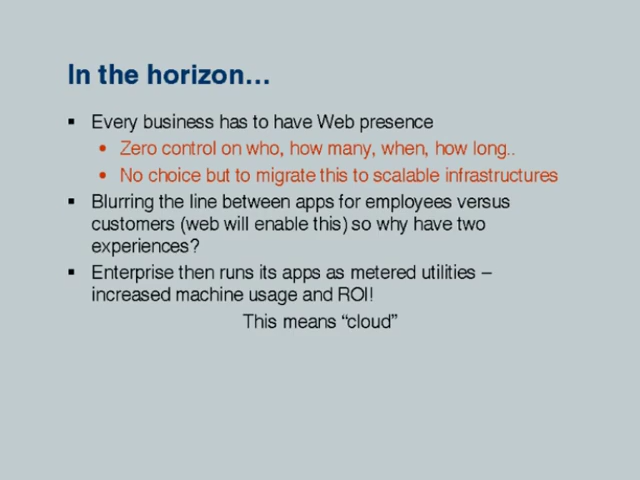 In the horizon…
▪ Every business has to have Web presence
• Zero control on who, how many, when, how long..
• No choice but to migrate this to scalable infrastructures
▪ Blurring the line between apps for employees versus
customers (web will enable this) so why have two
experiences?
▪ Enterprise then runs its apps as metered utilities –
increased machine usage and ROI!
This means “cloud”